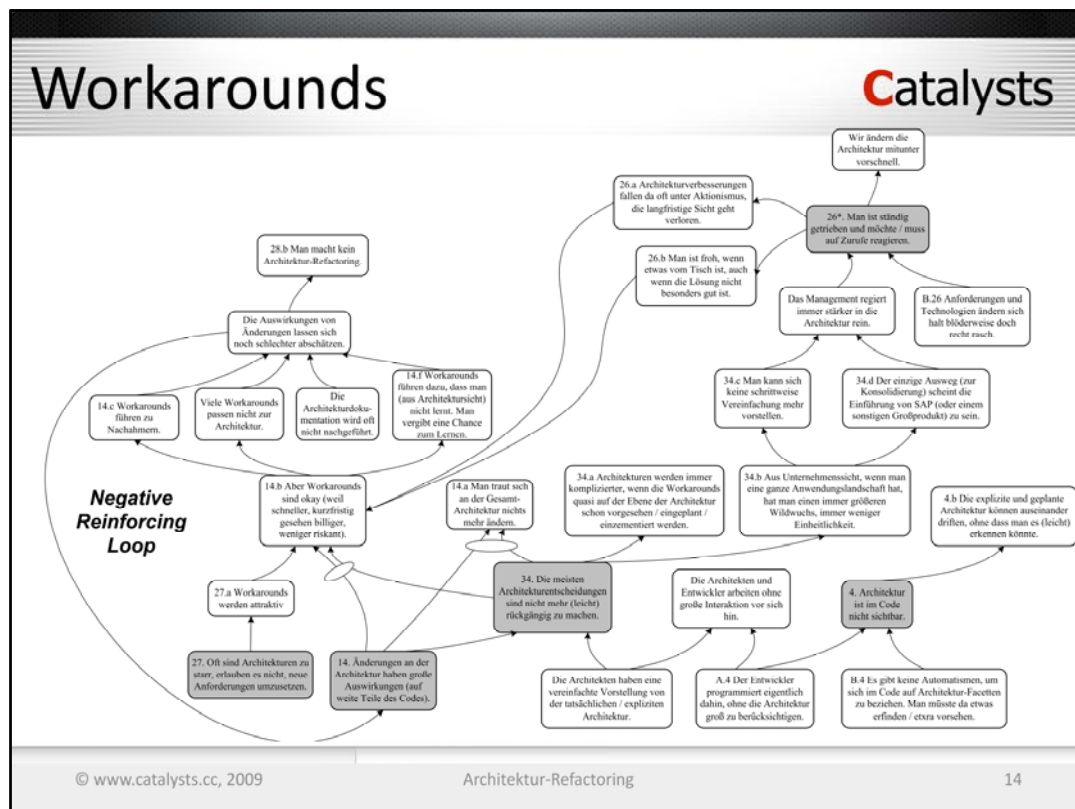 Workarounds
Catalysts
Wir ändern die
Architektur mitunter
vorschnell.
26.a Architekturverbesserungen
fallen da oft unter Aktionismus,
die langfristige Sicht geht
verloren.
26*. Man ist ständig
getrieben und möchte / muss
auf Zurufe reagieren.
28.b Man macht kein
Architektur-Refactoring.
26.b Man ist froh, wenn
etwas vom Tisch ist, auch
wenn die Lösung nicht
besonders gut ist.
Das Management regiert
immer stärker in die
Architektur rein.
B.26 Anforderungen und
Technologien ändern sich
halt blöderweise doch
recht rasch.
Die Auswirkungen von
Änderungen lassen sich
noch schlechter abschätzen.
14.c Workarounds
führen zu
Nachahmern.
Viele Workarounds
passen nicht zur
Architektur.
Die
Architekturdoku-
mentation wird oft
nicht nachgeführt.
14.f Workarounds
führen dazu, dass man
(aus Architektursicht)
nicht lernt. Man
vergibt eine Chance
zum Lernen.
34.c Man kann sich
keine schrittweise
Vereinfachung mehr
vorstellen.
34.d Der einzige Ausweg (zur
Konsolidierung) scheint die
Einführung von SAP (oder einem
sonstigen Großprodukt) zu sein.
Negative
Reinforcing
Loop
14.b Aber Workarounds
sind okay (weil
schneller, kurzfristig
gesehen billiger,
weniger riskant).
14.a Man traut sich
an der Gesamt-
Architektur nichts
mehr ändern.
34.a Architekturen werden immer
komplizierter, wenn die Workarounds
quasi auf der Ebene der Architektur
schon vorgesehen / eingeplant /
einzementiert werden.
34.b Aus Unternehmenssicht, wenn man
eine ganze Anwendungslandschaft hat,
hat man einen immer größeren
Wildwuchs, immer weniger
Einheitlichkeit.
4.b Die explizite und geplante
Architektur können auseinander
driften, ohne dass man es (leicht)
erkennen könnte.
27.a Workarounds
werden attraktiv
34. Die meisten
Architekturentscheidungen
sind nicht mehr (leicht)
rückgängig zu machen.
Die Architekten und
Entwickler arbeiten ohne
große Interaktion vor sich
hin.
4. Architektur
ist im Code
nicht sichtbar.
27. Oft sind Architekturen zu
starr, erlauben es nicht, neue
Anforderungen umzusetzen.
14. Änderungen an der
Architektur haben große
Auswirkungen (auf
weite Teile des Codes).
Die Architekten haben eine
vereinfachte Vorstellung von
der tatsächlichen / expliziten
Architektur.
A.4 Der Entwickler
programmiert eigentlich
dahin, ohne die Architektur
groß zu berücksichtigen.
B.4 Es gibt keine Automatismen, um
sich im Code auf Architektur-Facetten
zu beziehen. Man müsste da etwas
erfinden / etxra vorsehen.
© www.catalysts.cc, 2009
Architektur-Refactoring
14